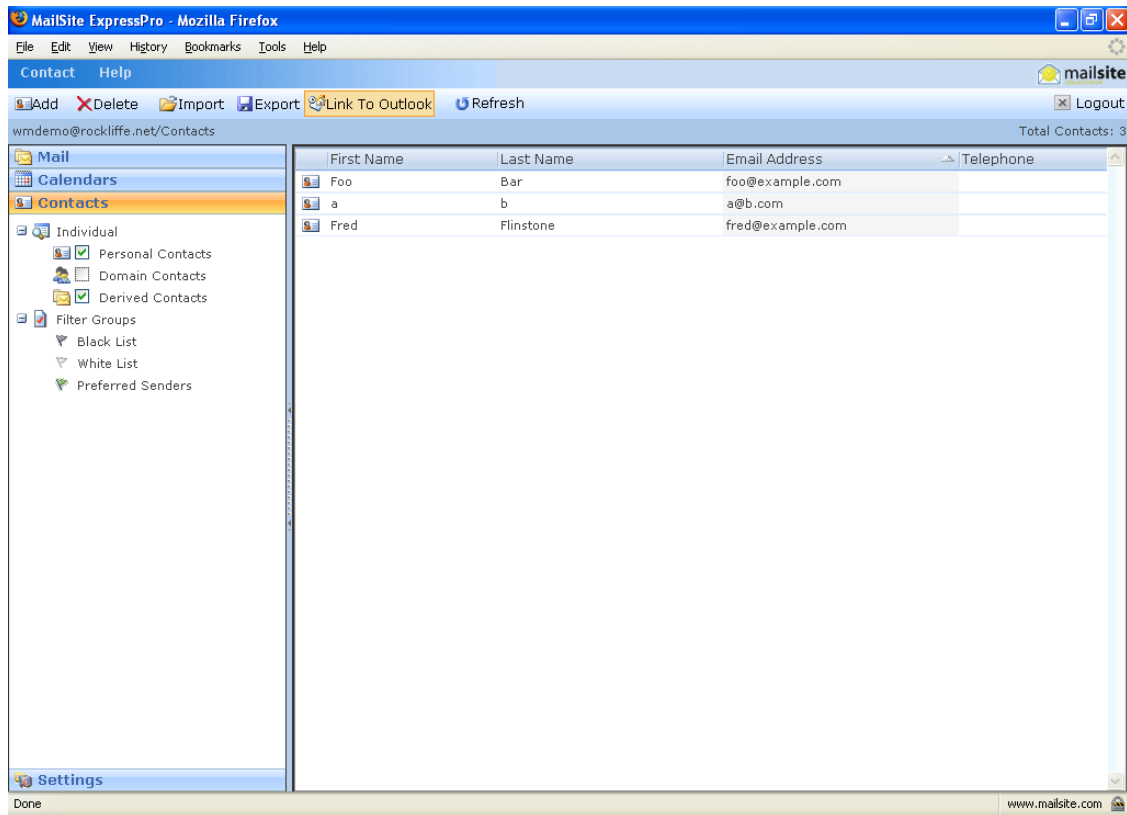 MailSite ExpressPro - Mozilla Firefox
File Edit View History Bookmarks Tools Help
Contact Help mailsite
Add Delete Import Export Link To Outlook Refresh Logout
wmdemo@rockliffe.net/Contacts Total Contacts: 3
Mail
Calendars
Contacts
Individual
Personal Contacts
Domain Contacts
Derived Contacts
Filter Groups
Black List
White List
Preferred Senders
Settings
First Name Last Name Email Address Telephone
Foo Bar foo@example.com
a b a@b.com
Fred Flinstone fred@example.com
Done www.mailsite.com